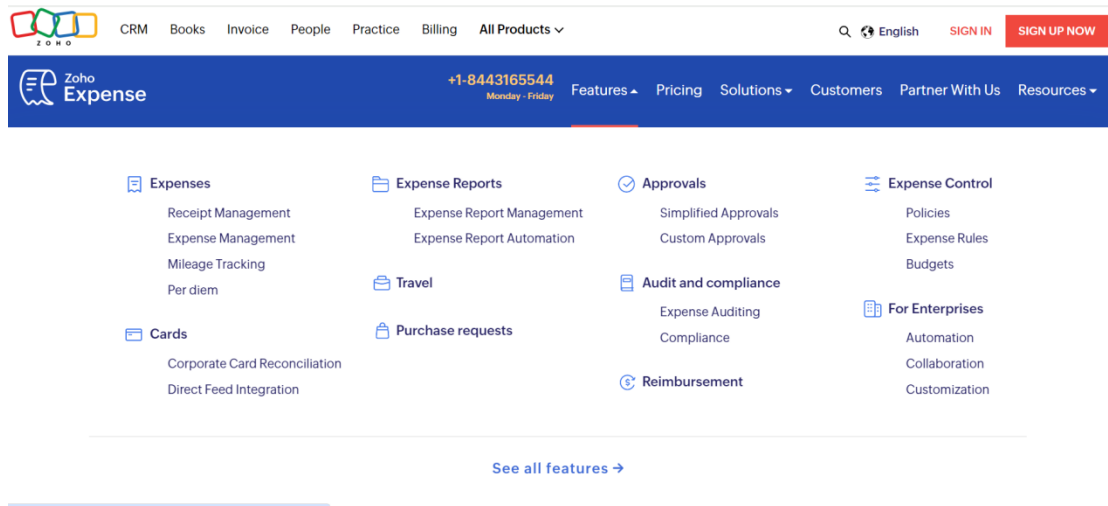 ZOHO
CRM Books Invoice People Practice Billing All Products
English SIGN IN SIGN UP NOW
Zoho
Expense
+1-8443165544
Monday - Friday
Features Pricing Solutions Customers Partner With Us Resources
Expenses
Receipt Management
Expense Management
Mileage Tracking
Per diem
Cards
Corporate Card Reconciliation
Direct Feed Integration
Expense Reports
Expense Report Management
Expense Report Automation
Travel
Purchase requests
Approvals
Simplified Approvals
Custom Approvals
Audit and compliance
Expense Auditing
Compliance
Reimbursement
Expense Control
Policies
Expense Rules
Budgets
For Enterprises
Automation
Collaboration
Customization
See all features →